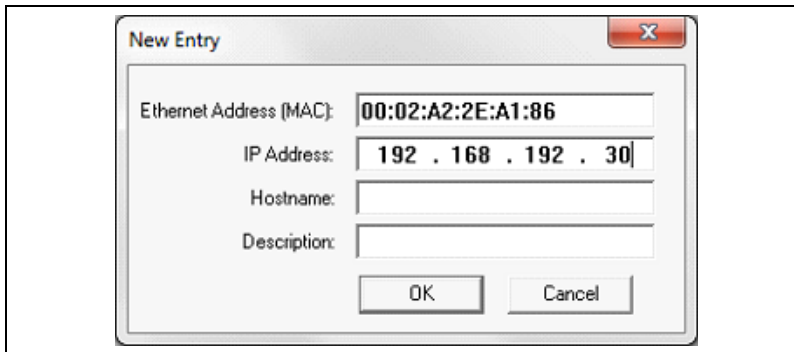 New Entry
Ethernet Address (MAC): 00:02:A2:2E:A1:86
IP Address: 192 . 168 . 192 . 30
Hostname:
Description:
OK Cancel